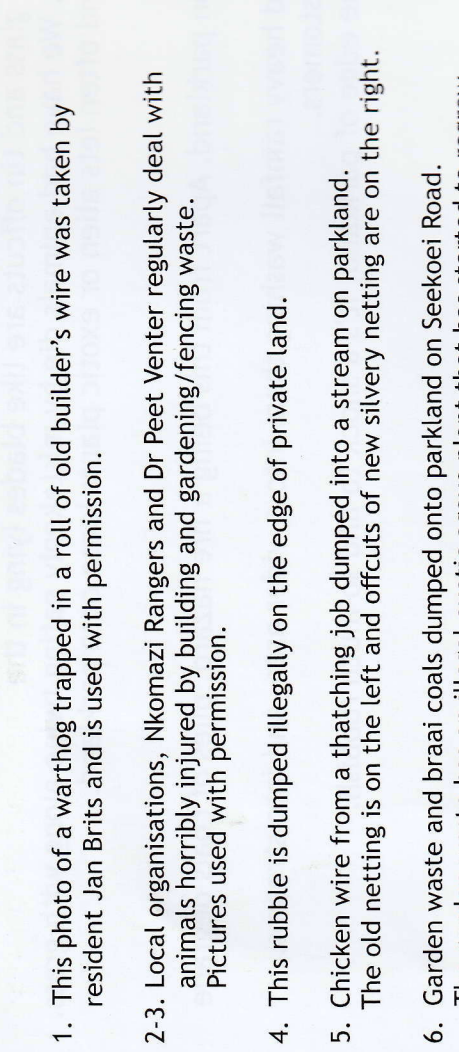 1. This photo of a warthog trapped in a roll of old builder's wire was taken by
resident Jan Brits and is used with permission.
2-3. Local organisations, Nkomazi Rangers and Dr Peet Venter regularly deal with
animals horribly injured by building and gardening/fencing waste.
Pictures used with permission.
4. This rubble is dumped illegally on the edge of private land.
5. Chicken wire from a thatching job dumped into a stream on parkland.
The old netting is on the left and offcuts of new silvery netting are on the right.
6. Garden waste and braai coals dumped onto parkland on Seekoei Road.